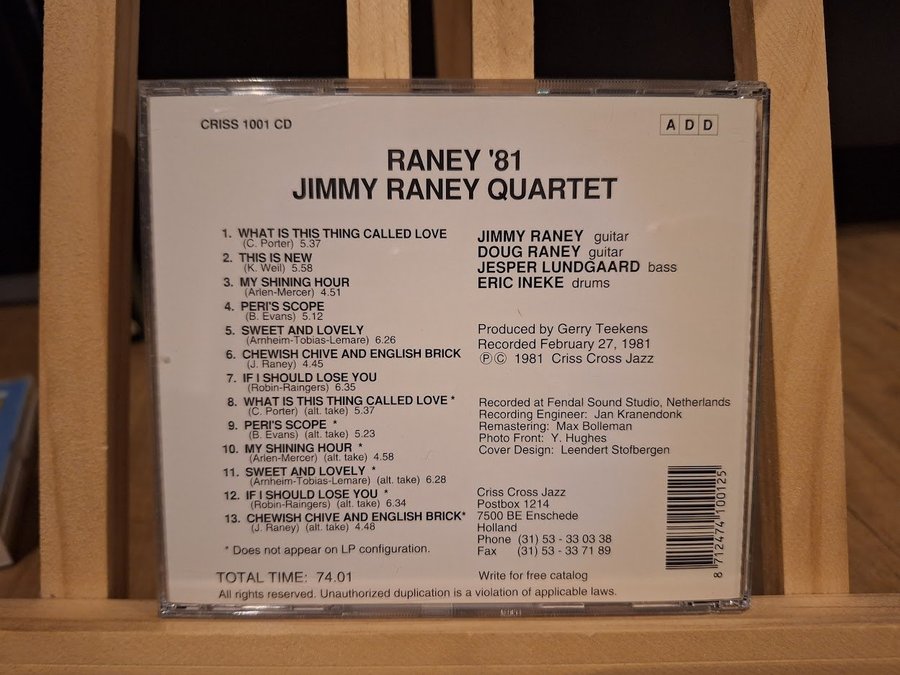 CRISS 1001 CD
A D D
RANEY '81
JIMMY RANEY QUARTET
1. WHAT IS THIS THING CALLED LOVE
(C. Porter) 5.37
2. THIS IS NEW
(K. Weil) 5.58
3. MY SHINING HOUR
(Arlen-Mercer) 4.51
4. PERI'S SCOPE
(B. Evans) 5.12
5. SWEET AND LOVELY
(Arnheim-Tobias-Lemare) 6.26
6. CHEWISH CHIVE AND ENGLISH BRICK
(J. Raney) 4.45
7. IF I SHOULD LOSE YOU
(Robin-Raingers) 6.35
8. WHAT IS THIS THING CALLED LOVE *
(C. Porter) (alt. take) 5.37
9. PERI'S SCOPE *
(B. Evans) (alt. take) 5.23
10. MY SHINING HOUR *
(Arlen-Mercer) (alt. take) 4.58
11. SWEET AND LOVELY *
(Arnheim-Tobias-Lemare) (alt. take) 6.28
12. IF I SHOULD LOSE YOU *
(Robin-Raingers) (alt. take) 6.34
13. CHEWISH CHIVE AND ENGLISH BRICK*
(J. Raney) (alt. take) 4.48
* Does not appear on LP configuration.
TOTAL TIME: 74.01
JIMMY RANEY guitar
DOUG RANEY guitar
JESPER LUNDGAARD bass
ERIC INEKE drums
Produced by Gerry Teekens
Recorded February 27, 1981
℗© 1981 Criss Cross Jazz
Recorded at Fendal Sound Studio, Netherlands
Recording Engineer: Jan Kranendonk
Remastering: Max Bolleman
Photo Front: Y. Hughes
Cover Design: Leendert Stofbergen
Criss Cross Jazz
Postbox 1214
7500 BE Enschede
Holland
Phone (31) 53 - 33 03 38
Fax (31) 53 - 33 71 89
Write for free catalog
8 712474 100125
All rights reserved. Unauthorized duplication is a violation of applicable laws.